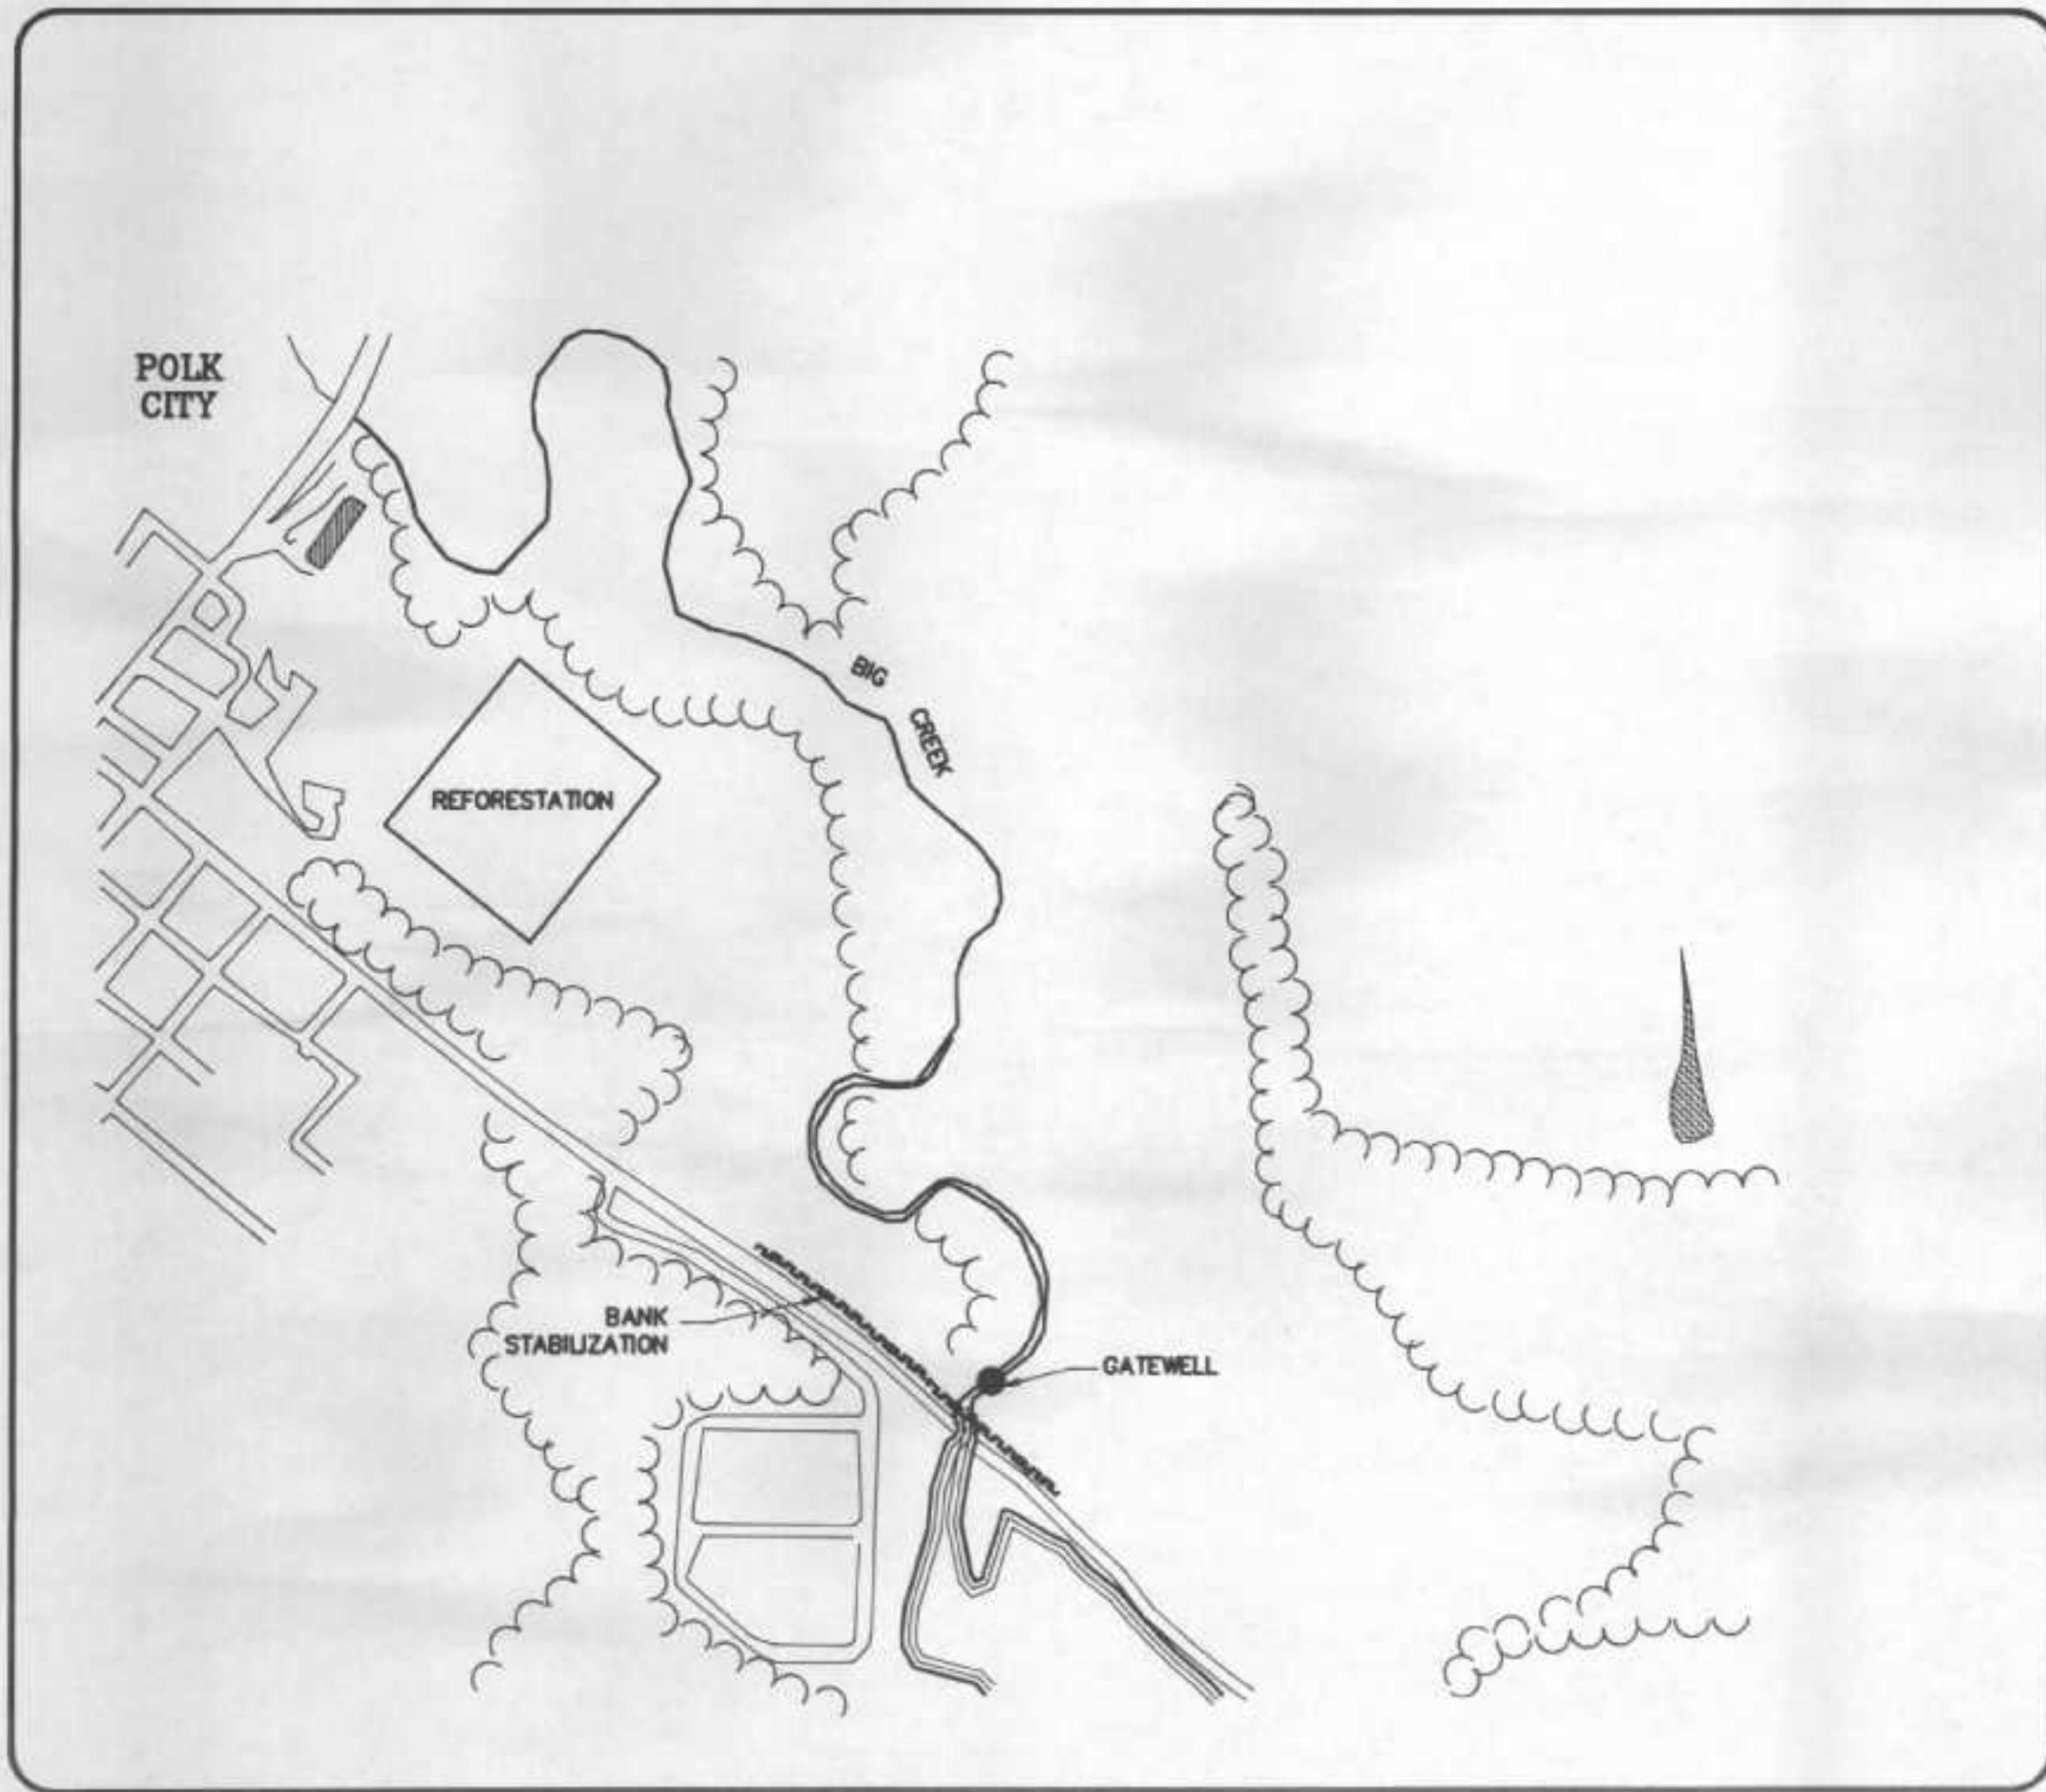 POLK
CITY
BIG
CREEK
REFORESTATION
BANK
STABILIZATION
GATEWELL